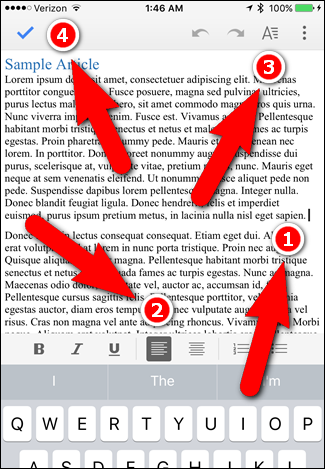 Verizon 1:46 AM 100%
4
Sample Article
3
Lorem ipsum dolor sit amet, consectetuer adipiscing elit. Maecenas
porttitor congue massa. Fusce posuere, magna sed pulvinar ultricies,
purus lectus malesuada libero, sit amet commodo magna eros quis urna.
Nunc viverra imperdiet enim. Fusce est. Vivamus a tellus. Pellentesque
habitant morbi tristique senectus et netus et malesuada fames ac turpis
egestas. Proin pharetra nonummy pede. Mauris et orci. Aenean nec
lorem. In porttitor. Donec laoreet nonummy augue. Suspendisse dui
purus, scelerisque at, vulputate vitae, pretium mattis, nunc. Mauris eget
neque at sem venenatis eleifend. Ut nonummy. Fusce aliquet pede non
pede. Suspendisse dapibus lorem pellentesque magna. Integer nulla.
Donec blandit feugiat ligula. Donec hendrerit, felis et imperdiet
euismod, purus ipsum pretium metus, in lacinia nulla nisl eget sapien.
Donec ut est in lectus consequat consequat. Etiam eget dui. Aliquam
1
erat volutpat. Sed at lorem in nunc porta tristique. Proin nec augue.
Quisque aliquam tempor magna. Pellentesque habitant morbi tristique
senectus et netus et malesuada fames ac turpis egestas. Nunc ac magna.
Maecenas odio dolor, vulputate vel, auctor ac, accumsan id, felis.
Pellentesque cursus sagittis felis. Pellentesque porttitor, velit lacinia
egestas auctor, diam eros tempus arcu, nec vulputate augue magna vel
2
risus. Cras non magna vel ante adipiscing rhoncus. Vivamus a mi.
B I U
I The I'm
Q W E R T Y U I O P